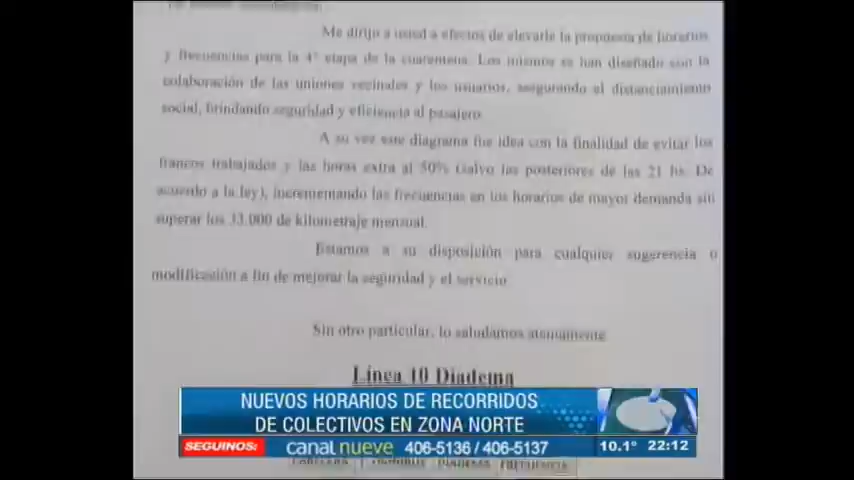 Me dirijo a usted a efectos de elevarle la propuesta de horarios
y frecuencias para la 4° etapa de la cuarentena. Los mismos se han diseñado con la
colaboración de las uniones vecinales y los usuarios, asegurando el distanciamiento
social, brindando seguridad y eficiencia al pasajero.
A su vez este diagrama fue idea con la finalidad de evitar los
francos trabajados y las horas extra al 50% (salvo las posteriores de las 21 hs. De
acuerdo a la ley), incrementando las frecuencias en los horarios de mayor demanda sin
superar los 33.000 de kilometraje mensual.
Estamos a su disposición para cualquier sugerencia o
modificación a fin de mejorar la seguridad y el servicio
Sin otro particular, lo saludamos atentamente
Línea 10 Diadema
NUEVOS HORARIOS DE RECORRIDOS
DE COLECTIVOS EN ZONA NORTE
SEGUINOS: canal nueve 406-5136 / 406-5137 10.1° 22:12